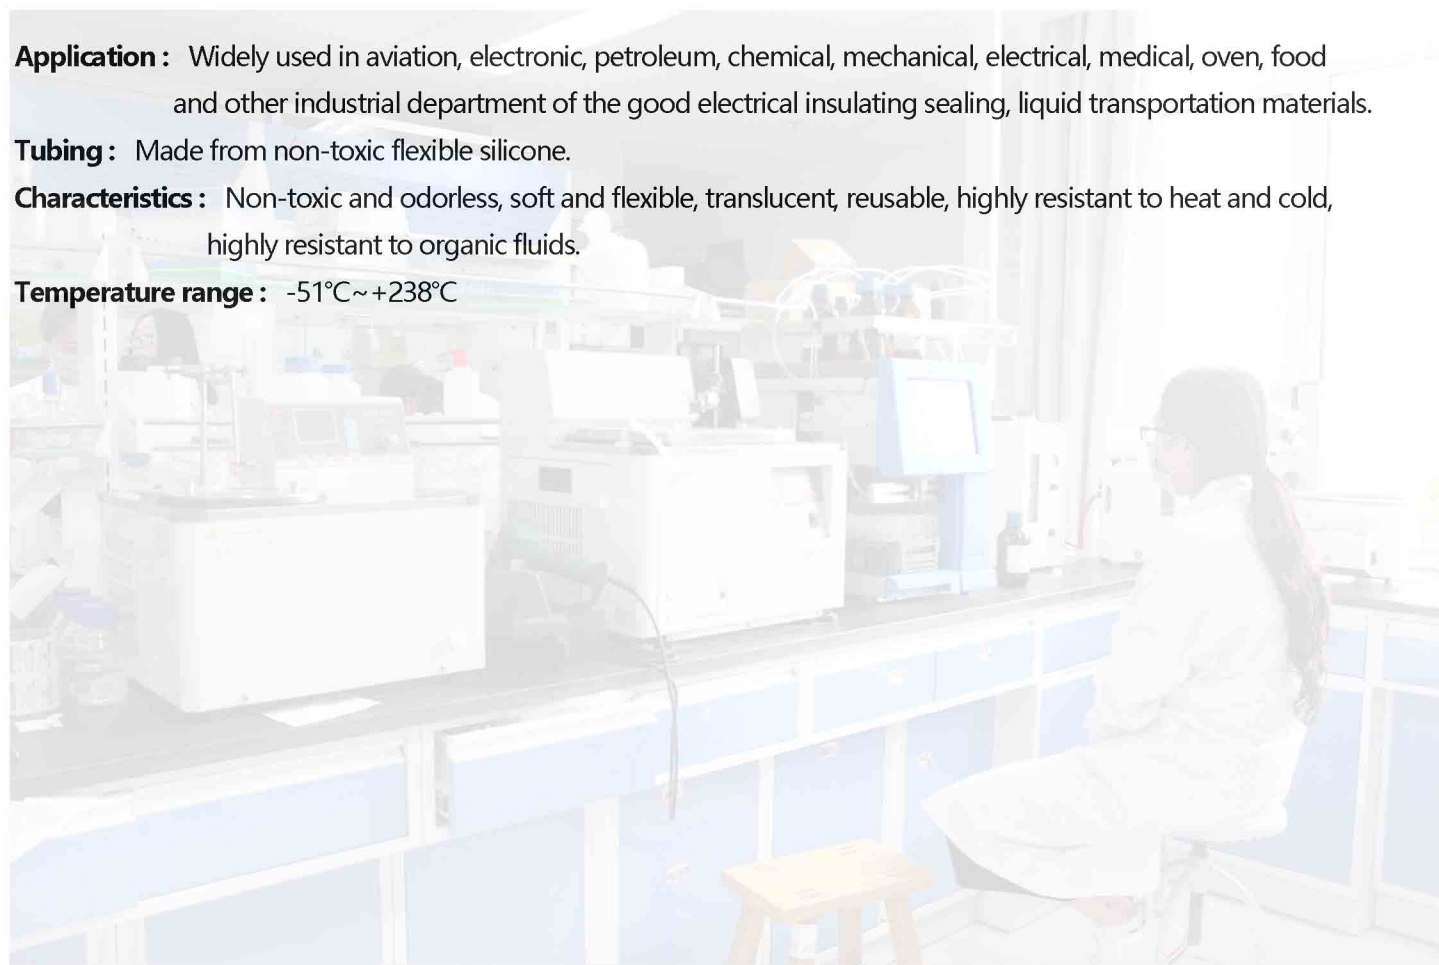 Application : Widely used in aviation, electronic, petroleum, chemical, mechanical, electrical, medical, oven, food
and other industrial department of the good electrical insulating sealing, liquid transportation materials.
Tubing : Made from non-toxic flexible silicone.
Characteristics : Non-toxic and odorless, soft and flexible, translucent, reusable, highly resistant to heat and cold,
highly resistant to organic fluids.
Temperature range : -51℃~+238℃